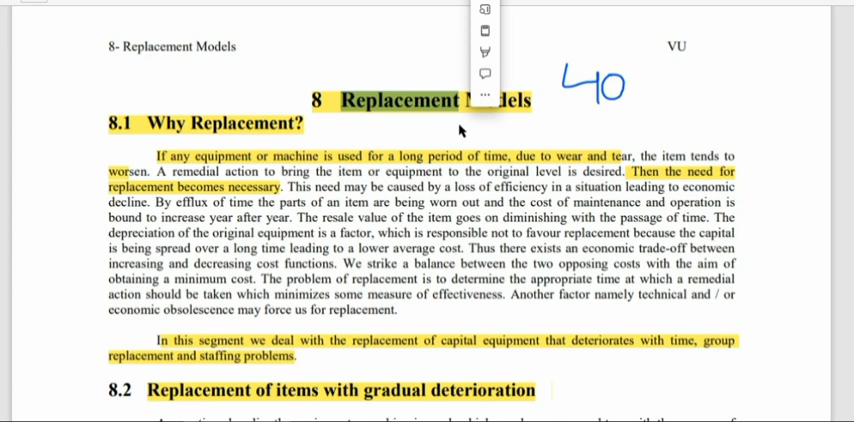 8- Replacement Models VU
40
8 Replacement Models
8.1 Why Replacement?
If any equipment or machine is used for a long period of time, due to wear and tear, the item tends to
worsen. A remedial action to bring the item or equipment to the original level is desired. Then the need for
replacement becomes necessary. This need may be caused by a loss of efficiency in a situation leading to economic
decline. By efflux of time the parts of an item are being worn out and the cost of maintenance and operation is
bound to increase year after year. The resale value of the item goes on diminishing with the passage of time. The
depreciation of the original equipment is a factor, which is responsible not to favour replacement because the capital
is being spread over a long time leading to a lower average cost. Thus there exists an economic trade-off between
increasing and decreasing cost functions. We strike a balance between the two opposing costs with the aim of
obtaining a minimum cost. The problem of replacement is to determine the appropriate time at which a remedial
action should be taken which minimizes some measure of effectiveness. Another factor namely technical and / or
economic obsolescence may force us for replacement.
In this segment we deal with the replacement of capital equipment that deteriorates with time, group
replacement and staffing problems.
8.2 Replacement of items with gradual deterioration